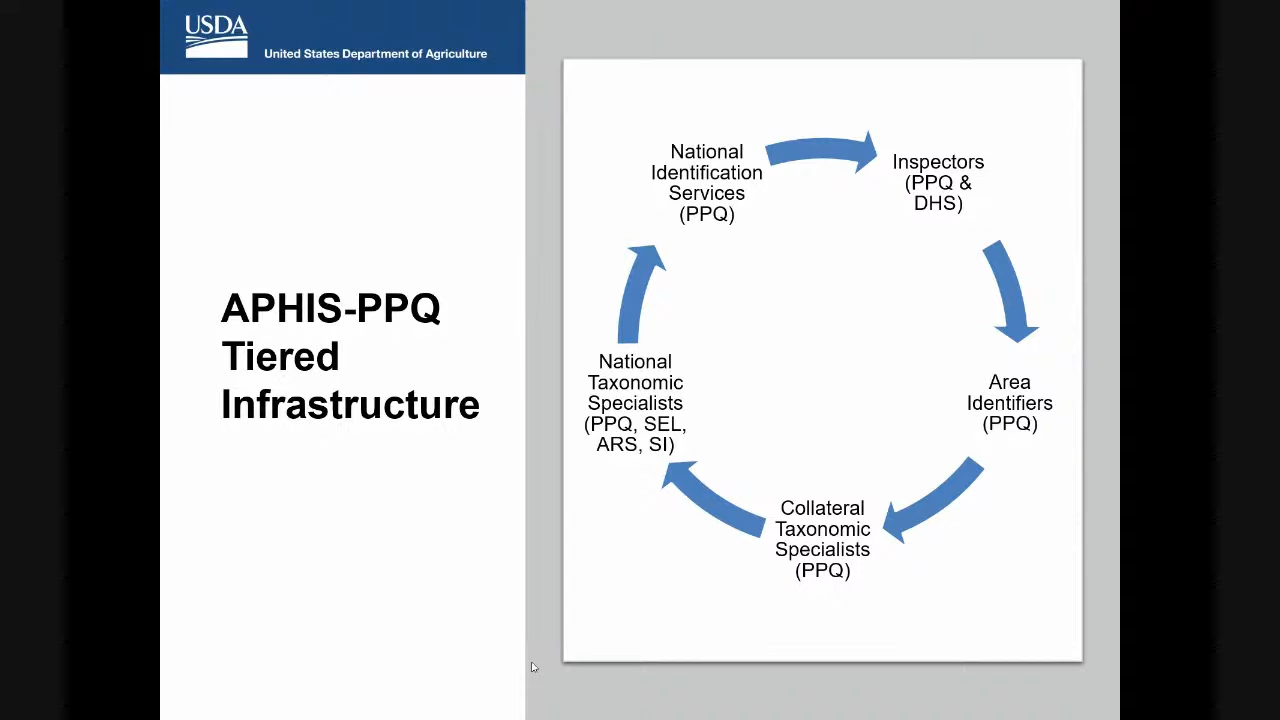 USDA
United States Department of Agriculture
APHIS-PPQ
Tiered
Infrastructure
National
Identification
Services
(PPQ)
Inspectors
(PPQ &
DHS)
Area
Identifiers
(PPQ)
Collateral
Taxonomic
Specialists
(PPQ)
National
Taxonomic
Specialists
(PPQ, SEL,
ARS, SI)